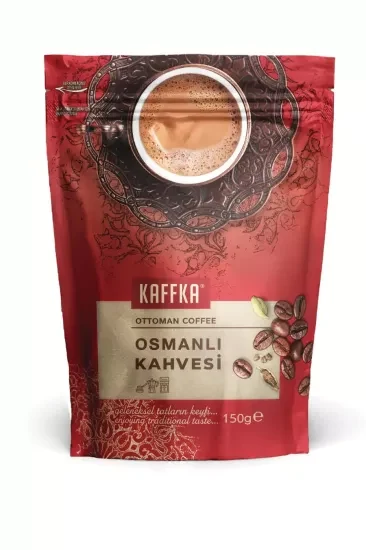 KAFFKA®
OTTOMAN COFFEE
OSMANLI
KAHVESİ
geleneksel tatların keyfi...
enjoying traditional taste...
150g℮